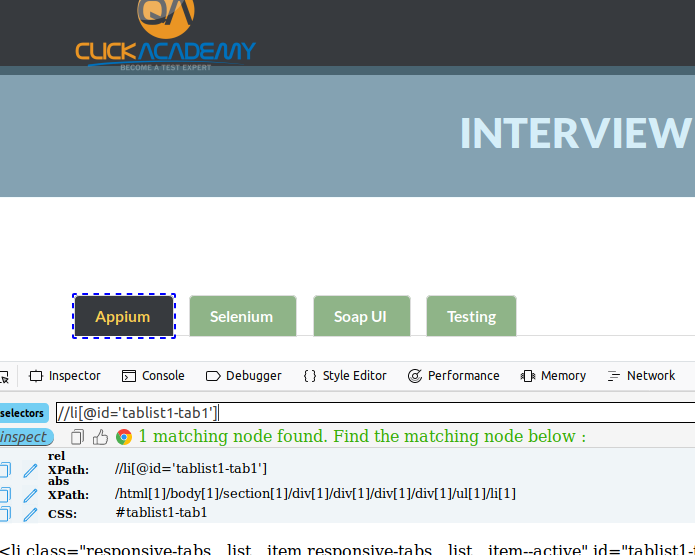 QA
CLICKACADEMY
BECOME A TEST EXPERT
INTERVIEW
Appium
Selenium
Soap UI
Testing
Inspector
Console
Debugger
Style Editor
Performance
Memory
Network
selectors
//li[@id='tablist1-tab1']
inspect
1 matching node found. Find the matching node below :
rel
XPath: //li[@id='tablist1-tab1']
abs
XPath: /html[1]/body[1]/section[1]/div[1]/div[1]/div[1]/div[1]/ul[1]/li[1]
CSS: #tablist1-tab1
<li class="responsive-tabs__list__item responsive-tabs__list__item--active" id="tablist1-t